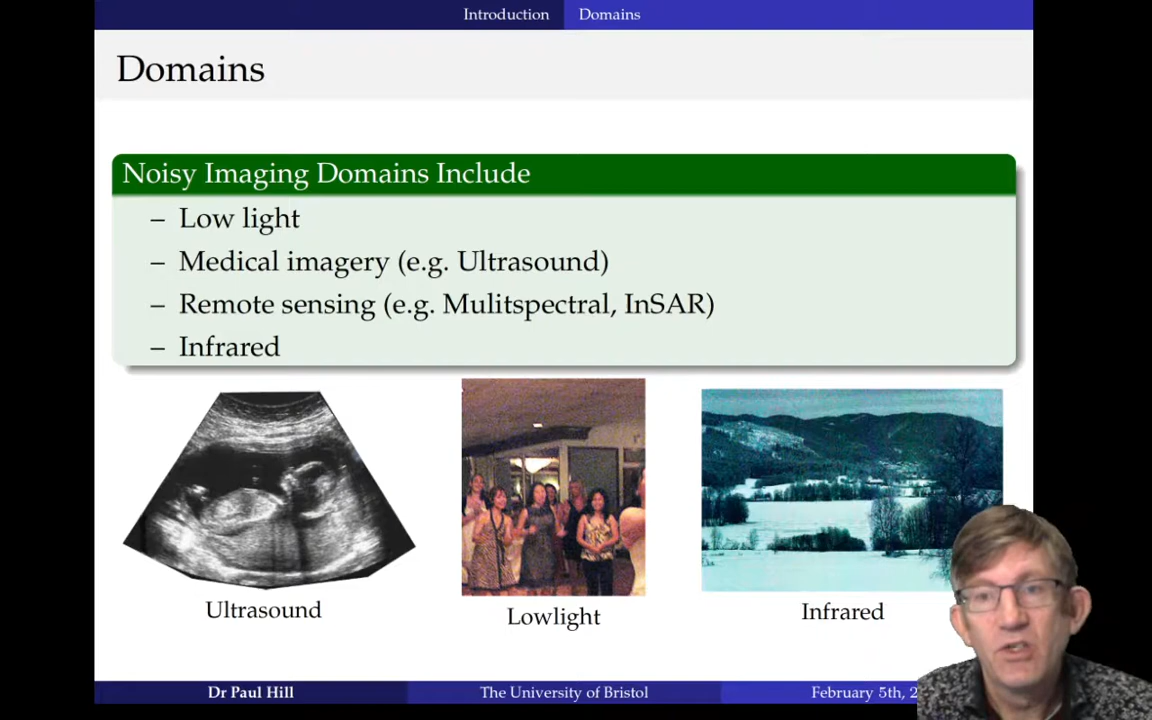 Introduction Domains
Domains
Noisy Imaging Domains Include
– Low light
– Medical imagery (e.g. Ultrasound)
– Remote sensing (e.g. Mulitspectral, InSAR)
– Infrared
Ultrasound
Lowlight
Infrared
Dr Paul Hill The University of Bristol February 5th, 2